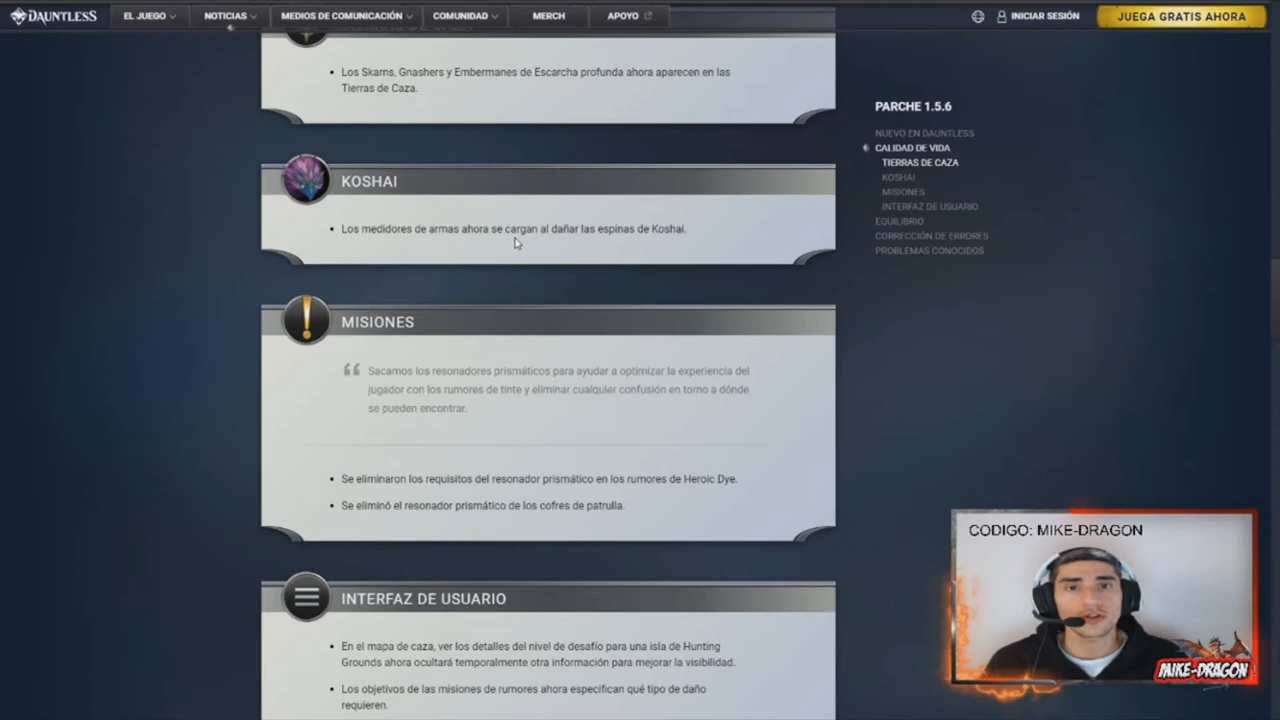 DAUNTLESS
EL JUEGO
NOTICIAS
MEDIOS DE COMUNICACIÓN
COMUNIDAD
MERCH
APOYO
INICIAR SESIÓN
JUEGA GRATIS AHORA
Los Skarns, Gnashers y Embermanes de Escarcha profunda ahora aparecen en las
Tierras de Caza.
KOSHAI
Los medidores de armas ahora se cargan al dañar las espinas de Koshai.
MISIONES
Sacamos los resonadores prismáticos para ayudar a optimizar la experiencia del
jugador con los rumores de tinte y eliminar cualquier confusión en torno a dónde
se pueden encontrar.
Se eliminaron los requisitos del resonador prismático en los rumores de Heroic Dye.
Se eliminó el resonador prismático de los cofres de patrulla.
INTERFAZ DE USUARIO
En el mapa de caza, ver los detalles del nivel de desafío para una isla de Hunting
Grounds ahora ocultará temporalmente otra información para mejorar la visibilidad.
Los objetivos de las misiones de rumores ahora especifican qué tipo de daño
requieren.
PARCHE 1.5.6
NUEVO EN DAUNTLESS
CALIDAD DE VIDA
TIERRAS DE CAZA
KOSHAI
MISIONES
INTERFAZ DE USUARIO
EQUILIBRIO
CORRECCIÓN DE ERRORES
PROBLEMAS CONOCIDOS
CODIGO: MIKE-DRAGON
MIKE-DRAGON